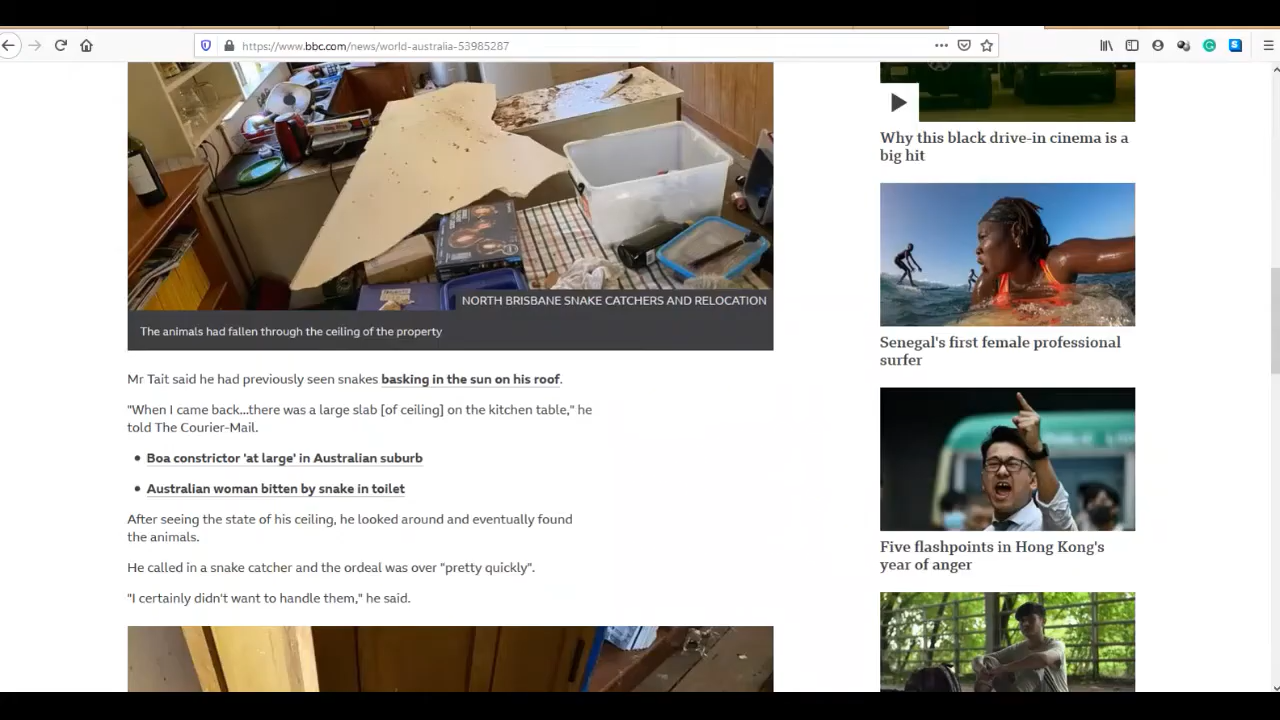 https://www.bbc.com/news/world-australia-53985287
NORTH BRISBANE SNAKE CATCHERS AND RELOCATION
The animals had fallen through the ceiling of the property
Mr Tait said he had previously seen snakes basking in the sun on his roof.
"When I came back...there was a large slab [of ceiling] on the kitchen table," he
told The Courier-Mail.
• Boa constrictor 'at large' in Australian suburb
• Australian woman bitten by snake in toilet
After seeing the state of his ceiling, he looked around and eventually found
the animals.
He called in a snake catcher and the ordeal was over "pretty quickly".
"I certainly didn't want to handle them," he said.
Why this black drive-in cinema is a
big hit
Senegal's first female professional
surfer
Five flashpoints in Hong Kong's
year of anger